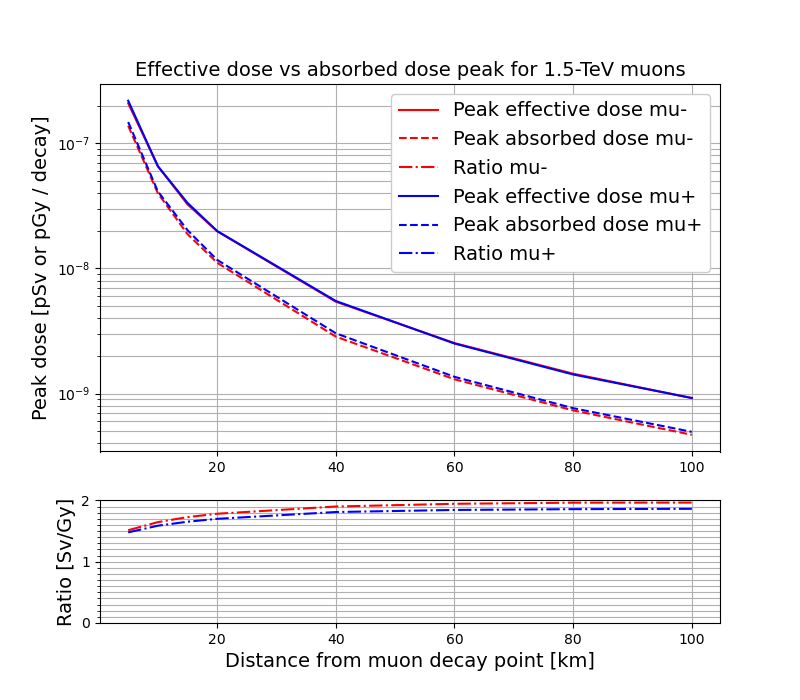 Effective dose vs absorbed dose peak for 1.5-TeV muons
Peak dose [pSv or pGy / decay]
10⁻⁷
10⁻⁸
10⁻⁹
Peak effective dose mu-
Peak absorbed dose mu-
Ratio mu-
Peak effective dose mu+
Peak absorbed dose mu+
Ratio mu+
20 40 60 80 100
Ratio [Sv/Gy]
2
1
0
20 40 60 80 100
Distance from muon decay point [km]